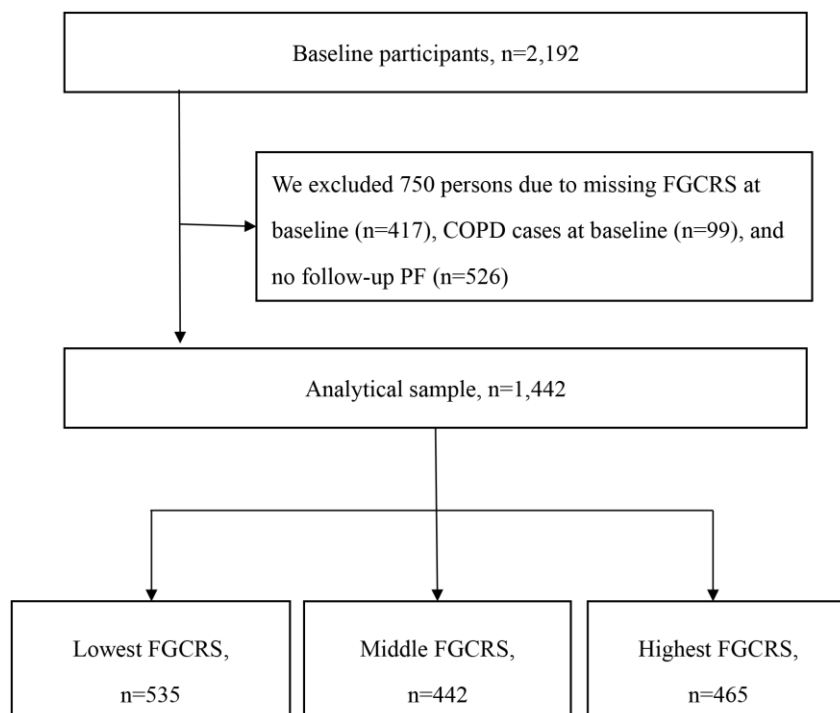 Baseline participants, n=2,192
We excluded 750 persons due to missing FGCRS at
baseline (n=417), COPD cases at baseline (n=99), and
no follow-up PF (n=526)
Analytical sample, n=1,442
Lowest FGCRS,
n=535
Middle FGCRS,
n=442
Highest FGCRS,
n=465